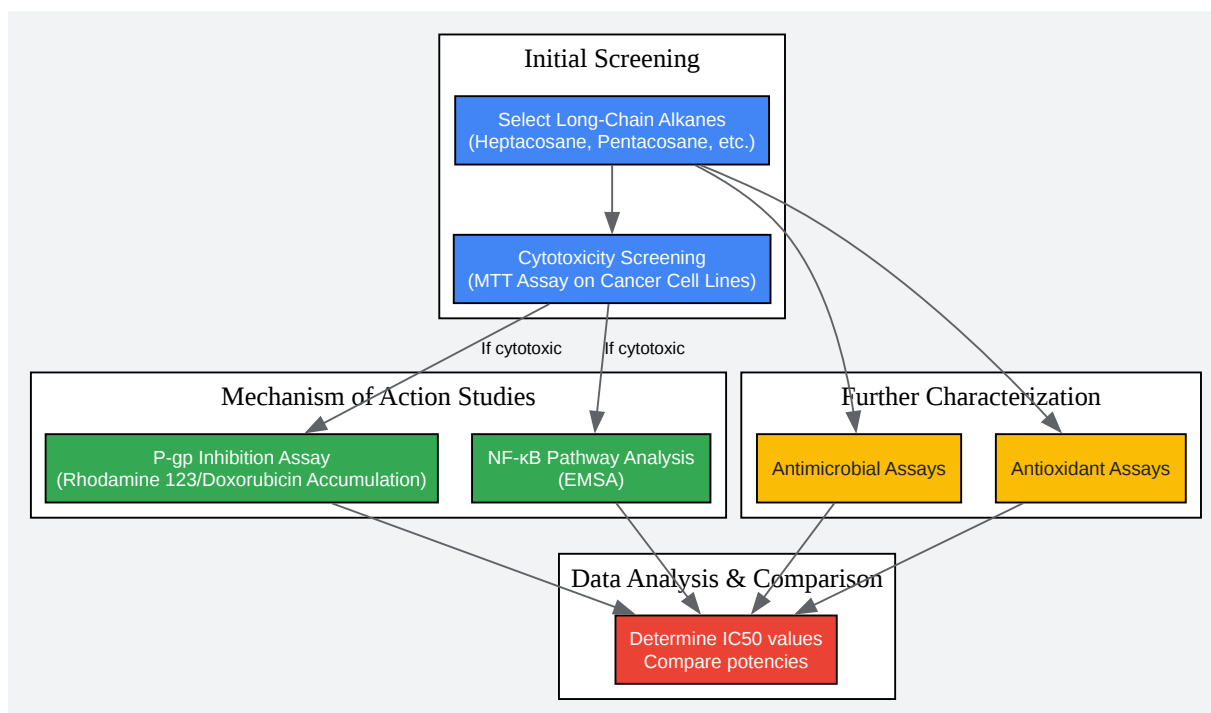 Initial Screening
Select Long-Chain Alkanes
(Heptacosane, Pentacosane, etc.)
Cytotoxicity Screening
(MTT Assay on Cancer Cell Lines)
If cytotoxic
If cytotoxic
Mechanism of Action Studies
P-gp Inhibition Assay
(Rhodamine 123/Doxorubicin Accumulation)
NF-κB Pathway Analysis
(EMSA)
Further Characterization
Antimicrobial Assays
Antioxidant Assays
Data Analysis & Comparison
Determine IC50 values
Compare potencies